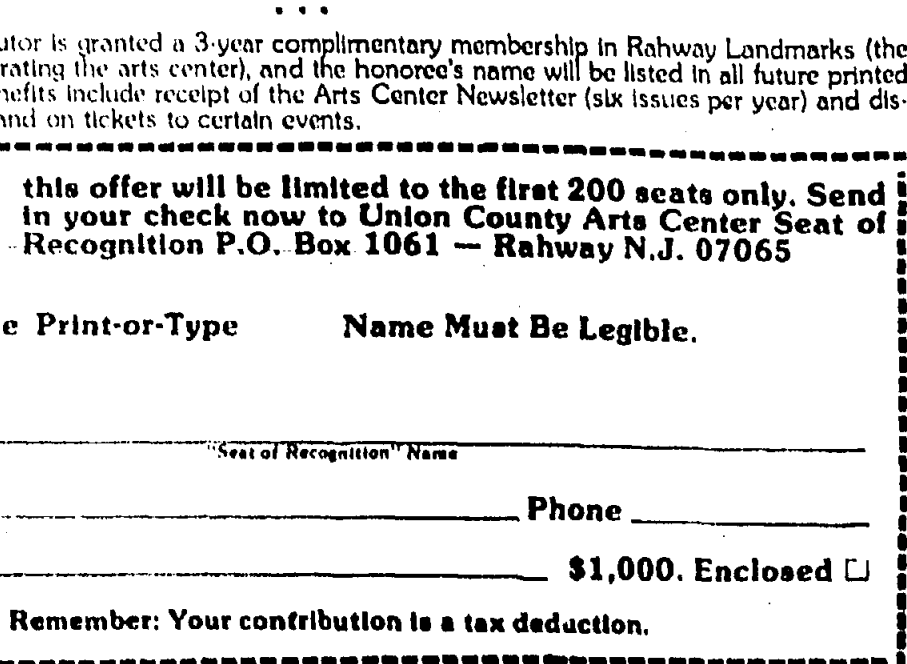 utor is granted a 3-year complimentary membership in Rahway Landmarks (the
rating the arts center), and the honoree's name will be listed in all future printed
nefits include receipt of the Arts Center Newsletter (six issues per year) and dis-
and on tickets to certain events.
this offer will be limited to the first 200 seats only. Send
in your check now to Union County Arts Center Seat of
Recognition P.O. Box 1061 — Rahway N.J. 07065
e Print-or-Type Name Must Be Legible.
"Seat of Recognition" Name
Phone
$1,000. Enclosed
Remember: Your contribution is a tax deduction.